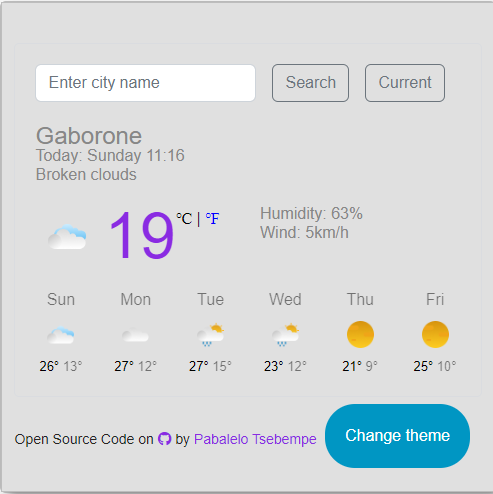 Enter city name Search Current
Gaborone
Today: Sunday 11:16
Broken clouds
19 °C | °F
Humidity: 63%
Wind: 5km/h
Sun Mon Tue Wed Thu Fri
26° 13° 27° 12° 27° 15° 23° 12° 21° 9° 25° 10°
Open Source Code on by Pabalelo Tsebempe Change theme